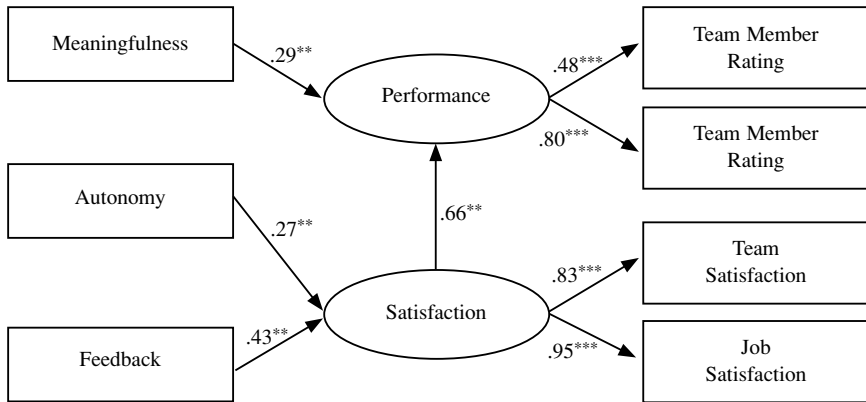 Meaningfulness
.29**
Performance
.48***
Team Member
Rating
.80***
Team Member
Rating
Autonomy
.27**
.66**
Feedback
.43**
Satisfaction
.83***
Team
Satisfaction
.95***
Job
Satisfaction